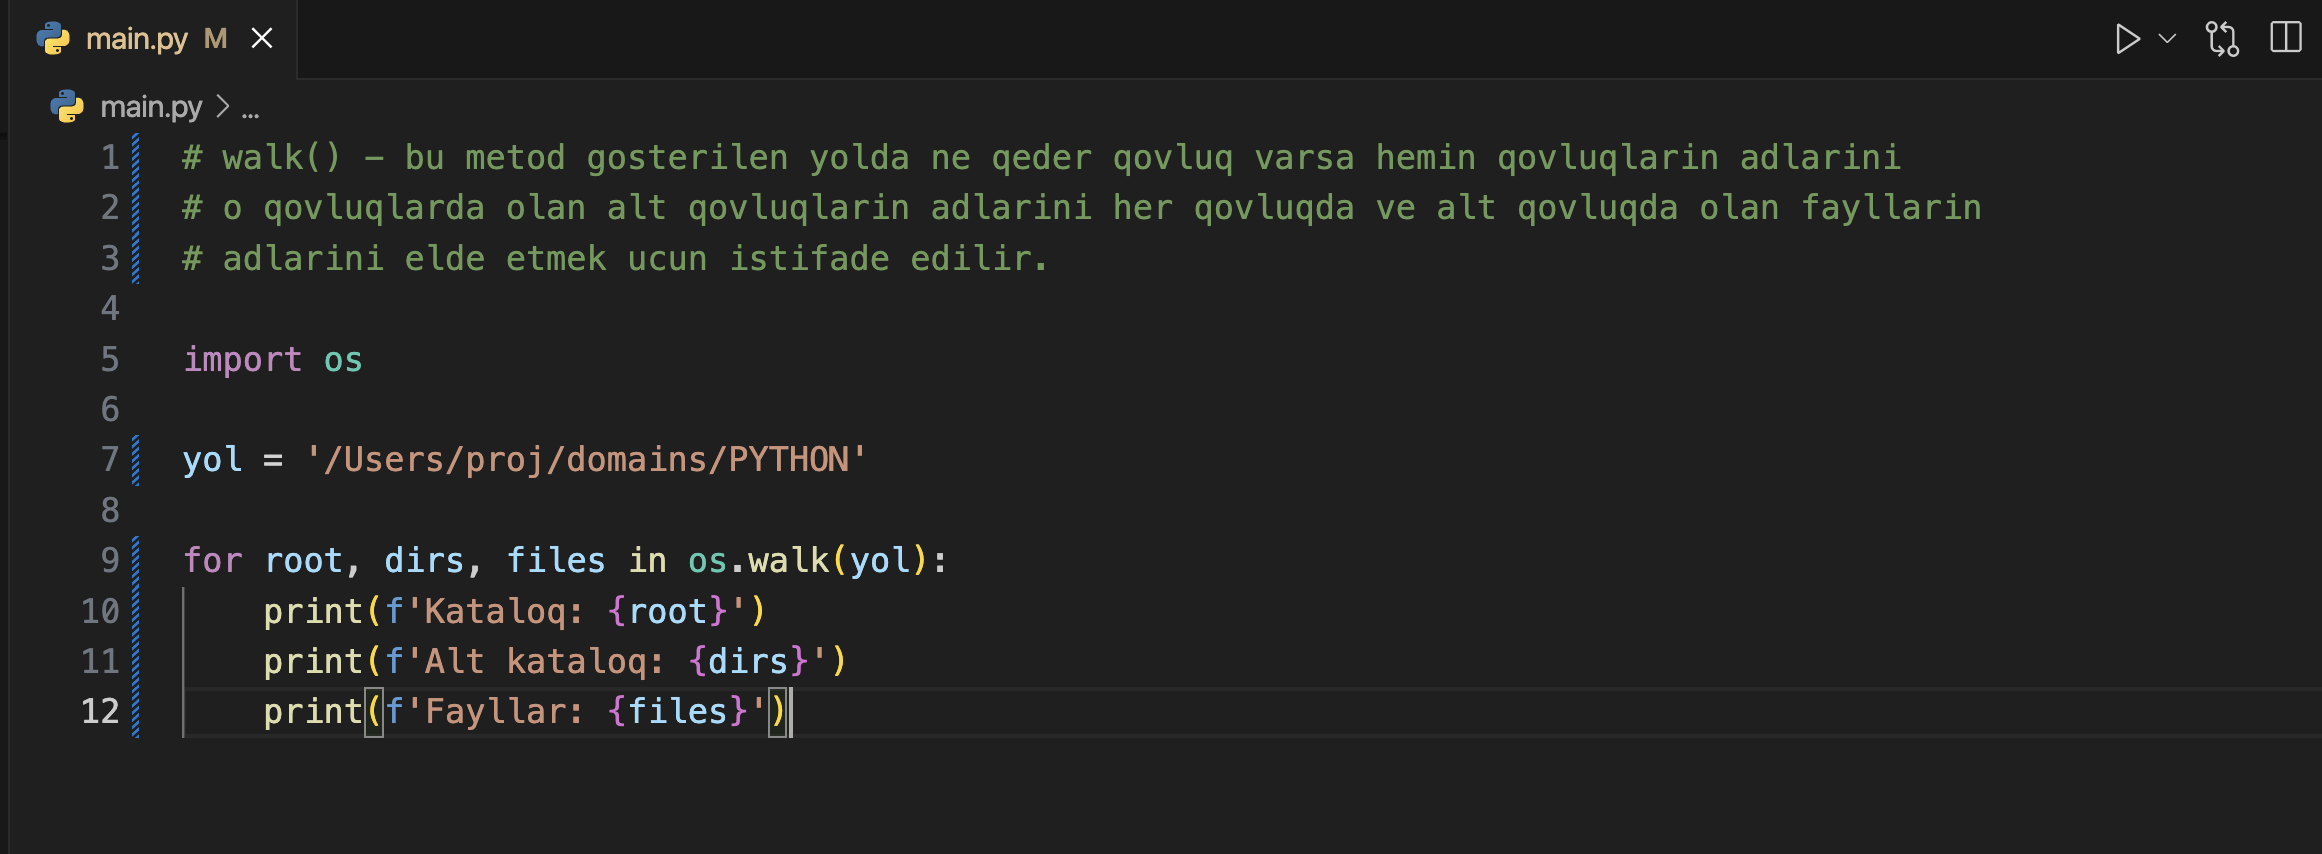 main.py M
main.py > ...
1 # walk() - bu metod gosterilen yolda ne qeder qovluq varsa hemin qovluqlarin adlarini
2 # o qovluqlarda olan alt qovluqlarin adlarini her qovluqda ve alt qovluqda olan fayllarin
3 # adlarini elde etmek ucun istifade edilir.
4
5 import os
6
7 yol = '/Users/proj/domains/PYTHON'
8
9 for root, dirs, files in os.walk(yol):
10     print(f'Kataloq: {root}')
11     print(f'Alt kataloq: {dirs}')
12     print(f'Fayllar: {files}')